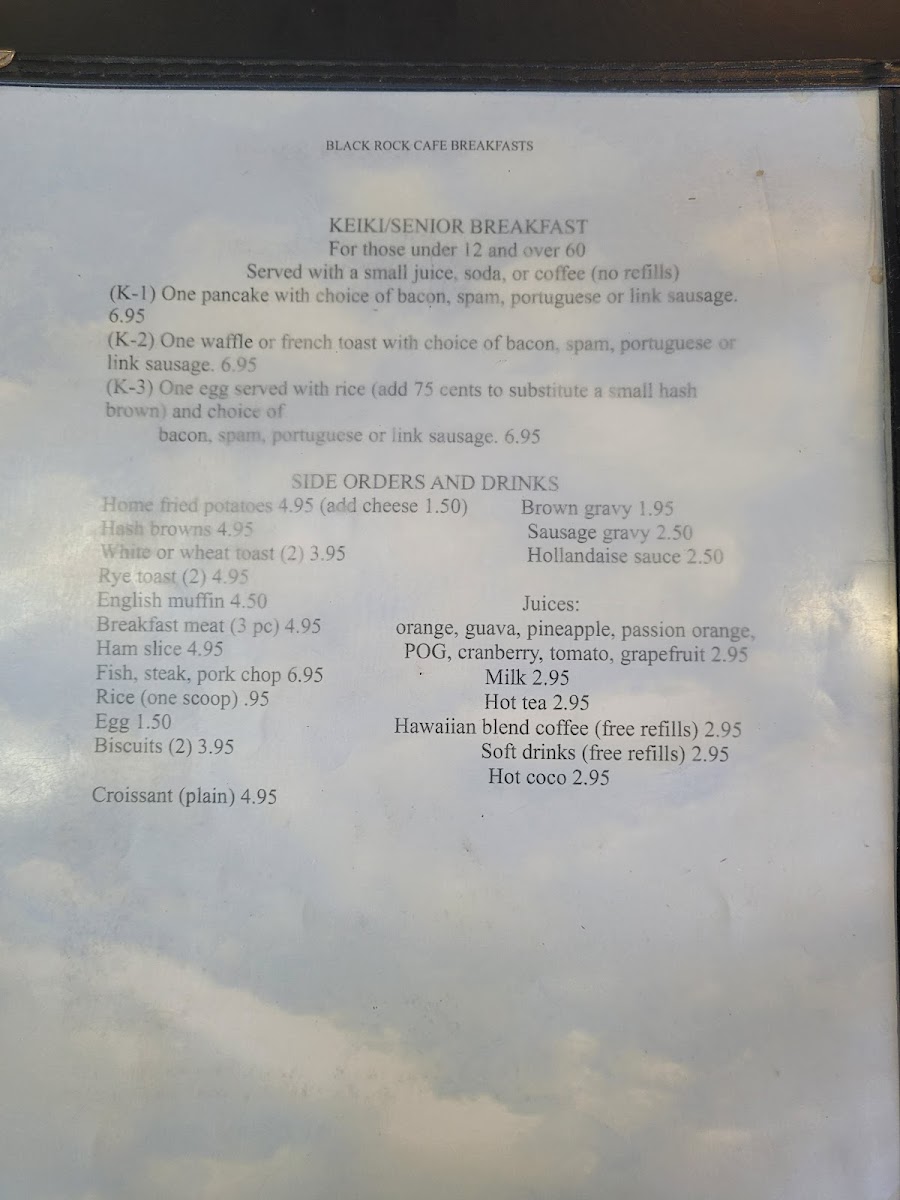 BLACK ROCK CAFE BREAKFASTS
KEIKI/SENIOR BREAKFAST
For those under 12 and over 60
Served with a small juice, soda, or coffee (no refills)
(K-1) One pancake with choice of bacon, spam, portuguese or link sausage.
6.95
(K-2) One waffle or french toast with choice of bacon, spam, portuguese or
link sausage. 6.95
(K-3) One egg served with rice (add 75 cents to substitute a small hash
brown) and choice of
bacon, spam, portuguese or link sausage. 6.95
SIDE ORDERS AND DRINKS
Home fried potatoes 4.95 (add cheese 1.50)
Hash browns 4.95
White or wheat toast (2) 3.95
Rye toast (2) 4.95
English muffin 4.50
Breakfast meat (3 pc) 4.95
Ham slice 4.95
Fish, steak, pork chop 6.95
Rice (one scoop) .95
Egg 1.50
Biscuits (2) 3.95
Croissant (plain) 4.95
Brown gravy 1.95
Sausage gravy 2.50
Hollandaise sauce 2.50
Juices:
orange, guava, pineapple, passion orange,
POG, cranberry, tomato, grapefruit 2.95
Milk 2.95
Hot tea 2.95
Hawaiian blend coffee (free refills) 2.95
Soft drinks (free refills) 2.95
Hot coco 2.95